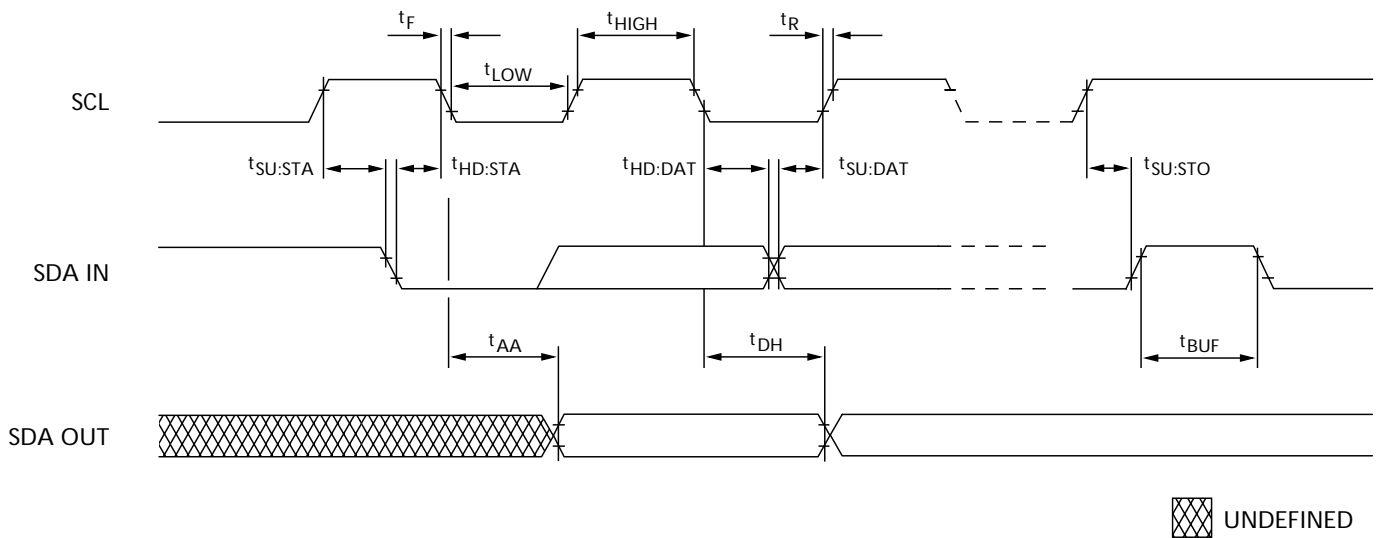 tF
tHIGH
tR
tLOW
SCL
tSU:STA
tHD:STA
tHD:DAT
tSU:DAT
tSU:STO
SDA IN
tAA
tDH
tBUF
SDA OUT
UNDEFINED